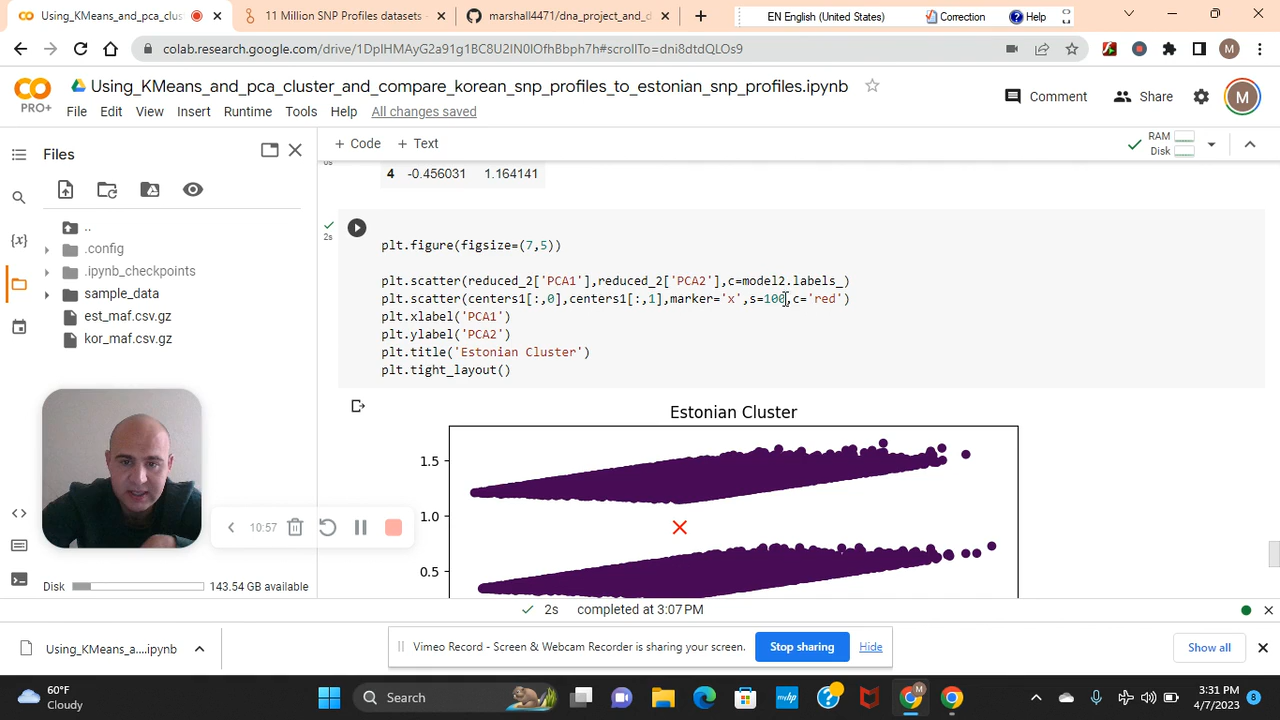 Using_KMeans_and_pca_clust
11 Million SNP Profiles datasets -
marshall4471/dna_project_and_d
EN English (United States)
Correction
Help
colab.research.google.com/drive/1DpIHMAyG2a91g1BC8U2IN0lOfhBbph7h#scrollTo=dni8dtdQLOs9
M
CO
PRO+
Using_KMeans_and_pca_cluster_and_compare_korean_snp_profiles_to_estonian_snp_profiles.ipynb
File Edit View Insert Runtime Tools Help All changes saved
Comment
Share
M
Files
+ Code + Text
RAM
Disk
..
.config
.ipynb_checkpoints
sample_data
est_maf.csv.gz
kor_maf.csv.gz
{x}
4 -0.456031 1.164141
2s
plt.figure(figsize=(7,5))
plt.scatter(reduced_2['PCA1'],reduced_2['PCA2'],c=model2.labels_)
plt.scatter(centers1[:,0],centers1[:,1],marker='x',s=100,c='red')
plt.xlabel('PCA1')
plt.ylabel('PCA2')
plt.title('Estonian Cluster')
plt.tight_layout()
Estonian Cluster
1.5
1.0
0.5
10:57
Disk
143.54 GB available
2s completed at 3:07 PM
Using_KMeans_a....ipynb
Vimeo Record - Screen & Webcam Recorder is sharing your screen.
Stop sharing
Hide
Show all
60°F
Cloudy
Search
hp
M
3:31 PM
4/7/2023
8